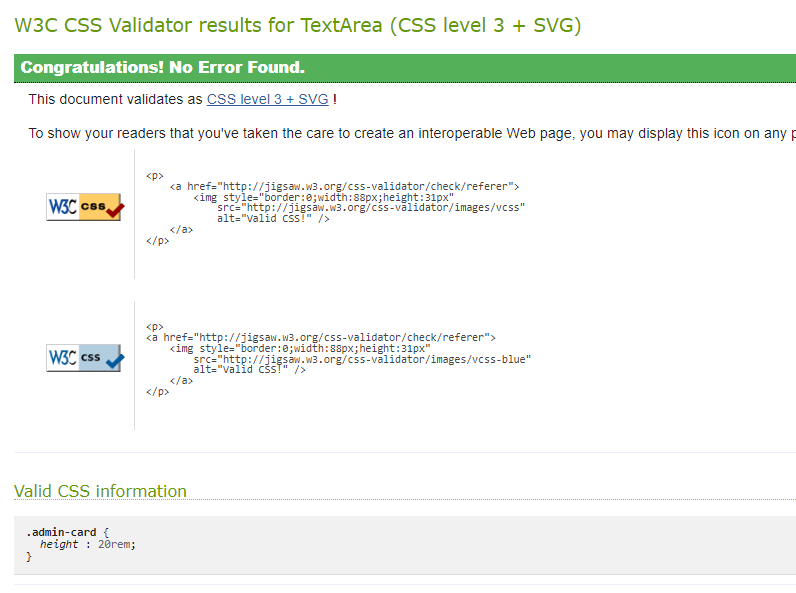 W3C CSS Validator results for TextArea (CSS level 3 + SVG)
Congratulations! No Error Found.
This document validates as CSS level 3 + SVG !
To show your readers that you've taken the care to create an interoperable Web page, you may display this icon on any
W3C css
<p>
<a href="http://jigsaw.w3.org/css-validator/check/referer">
<img style="border:0;width:88px;height:31px"
src="http://jigsaw.w3.org/css-validator/images/vcss"
alt="Valid CSS!" />
</a>
</p>
W3C css
<p>
<a href="http://jigsaw.w3.org/css-validator/check/referer">
<img style="border:0;width:88px;height:31px"
src="http://jigsaw.w3.org/css-validator/images/vcss-blue"
alt="Valid CSS!" />
</a>
</p>
Valid CSS information
.admin-card {
height : 20rem;
}